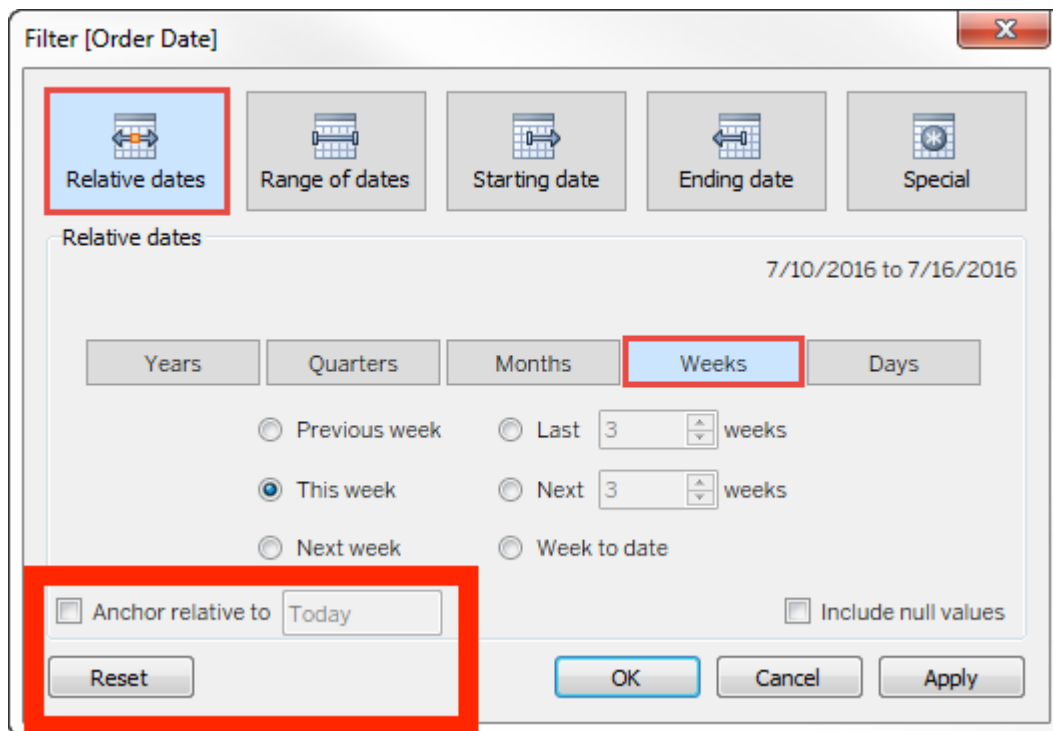 Filter [Order Date]
X
Relative dates
Range of dates
Starting date
Ending date
Special
Relative dates
7/10/2016 to 7/16/2016
Years
Quarters
Months
Weeks
Days
Previous week
Last 3 weeks
This week
Next 3 weeks
Next week
Week to date
Anchor relative to Today
Include null values
Reset
OK
Cancel
Apply